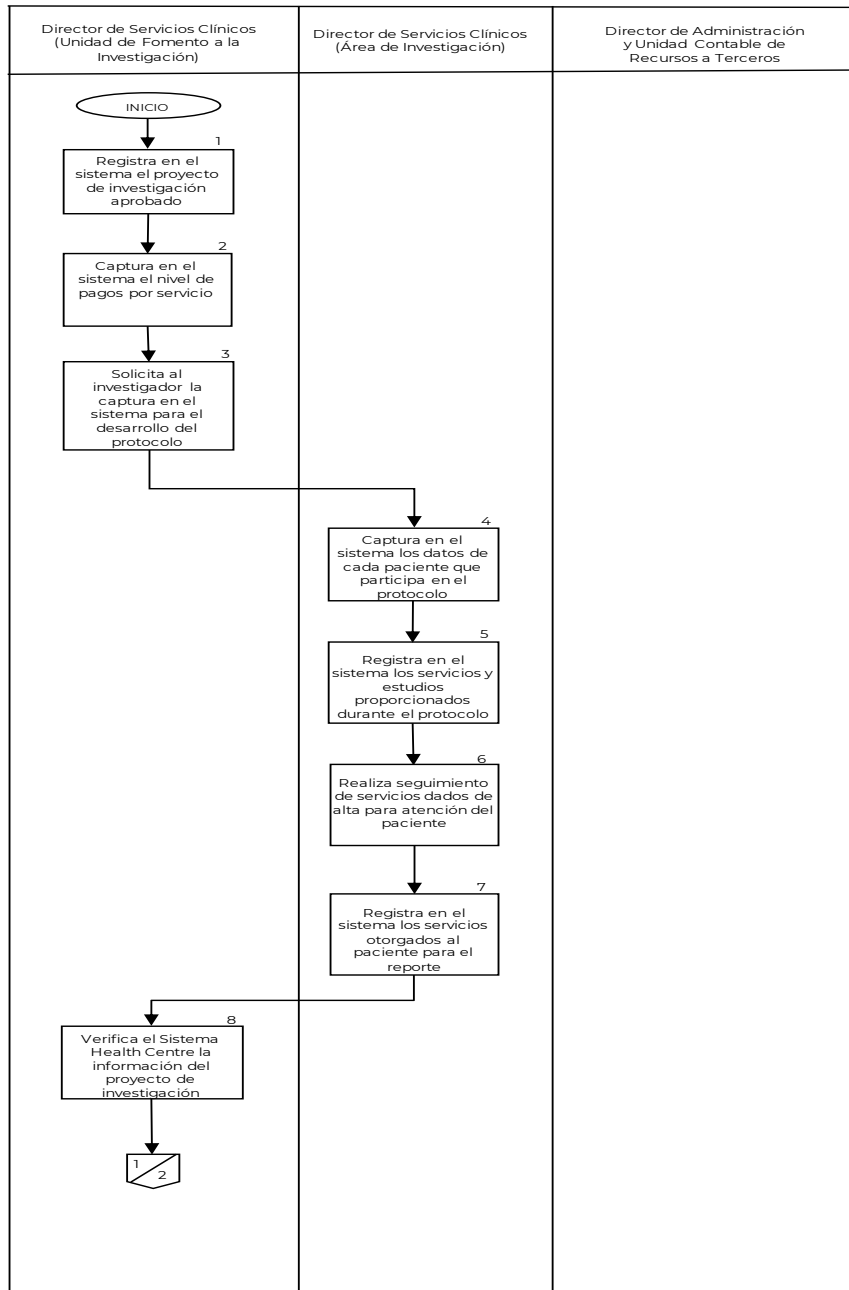 Director de Servicios Clínicos
(Unidad de Fomento a la
Investigación)
Director de Servicios Clínicos
(Área de Investigación)
Director de Administración
y Unidad Contable de
Recursos a Terceros
INICIO
1
Registra en el
sistema el proyecto
de investigación
aprobado
2
Captura en el
sistema el nivel de
pagos por servicio
3
Solicita al
investigador la
captura en el
sistema para el
desarrollo del
protocolo
4
Captura en el
sistema los datos de
cada paciente que
participa en el
protocolo
5
Registra en el
sistema los servicios y
estudios
proporcionados
durante el protocolo
6
Realiza seguimiento
de servicios dados de
alta para atención del
paciente
7
Registra en el
sistema los servicios
otorgados al
paciente para el
reporte
8
Verifica el Sistema
Health Centre la
información del
proyecto de
investigación
1
2